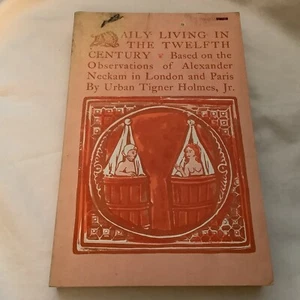 DAILY LIVING IN
THE TWELFTH
CENTURY Based on the
Observations of Alexander
Neckam in London and Paris
By Urban Tigner Holmes, Jr.